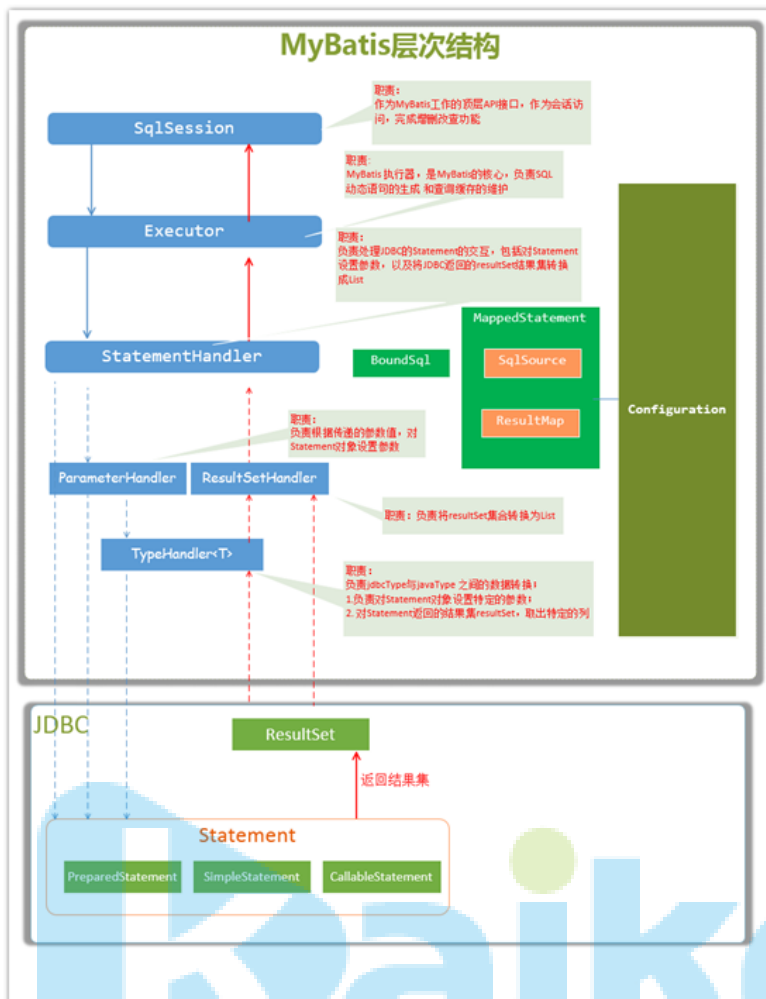 MyBatis层次结构
职责:
作为MyBatis工作的顶层API接口，作为会话访
问，完成增删改查功能
SqlSession
职责:
MyBatis 执行器，是MyBatis的核心，负责SQL
动态语句的生成 和查询缓存的维护
Executor
职责:
负责处理JDBC的Statement的交互，包括对Statement
设置参数，以及将JDBC返回的resultSet结果集转换
成List
MappedStatement
StatementHandler
BoundSql
SqlSource
Configuration
ResultMap
职责:
负责根据传递的参数值，对
Statement对象设置参数
ParameterHandler
ResultSetHandler
职责: 负责将resultSet集合转换为List
TypeHandler<T>
职责:
负责jdbcType与javaType 之间的数据转换:
1.负责对Statement对象设置特定的参数:
2. 对Statement返回的结果集resultSet，取出特定的列
JDBC
ResultSet
返回结果集
Statement
PreparedStatement
SimpleStatement
CallableStatement